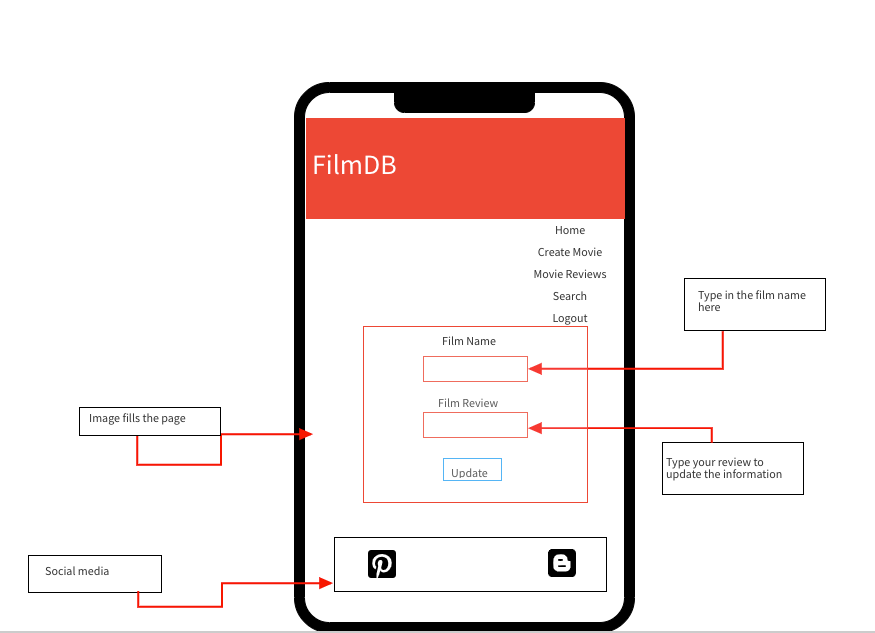 FilmDB
Home
Create Movie
Movie Reviews
Search
Logout
Type in the film name
here
Film Name
Film Review
Image fills the page
Type your review to
update the information
Update
Social media